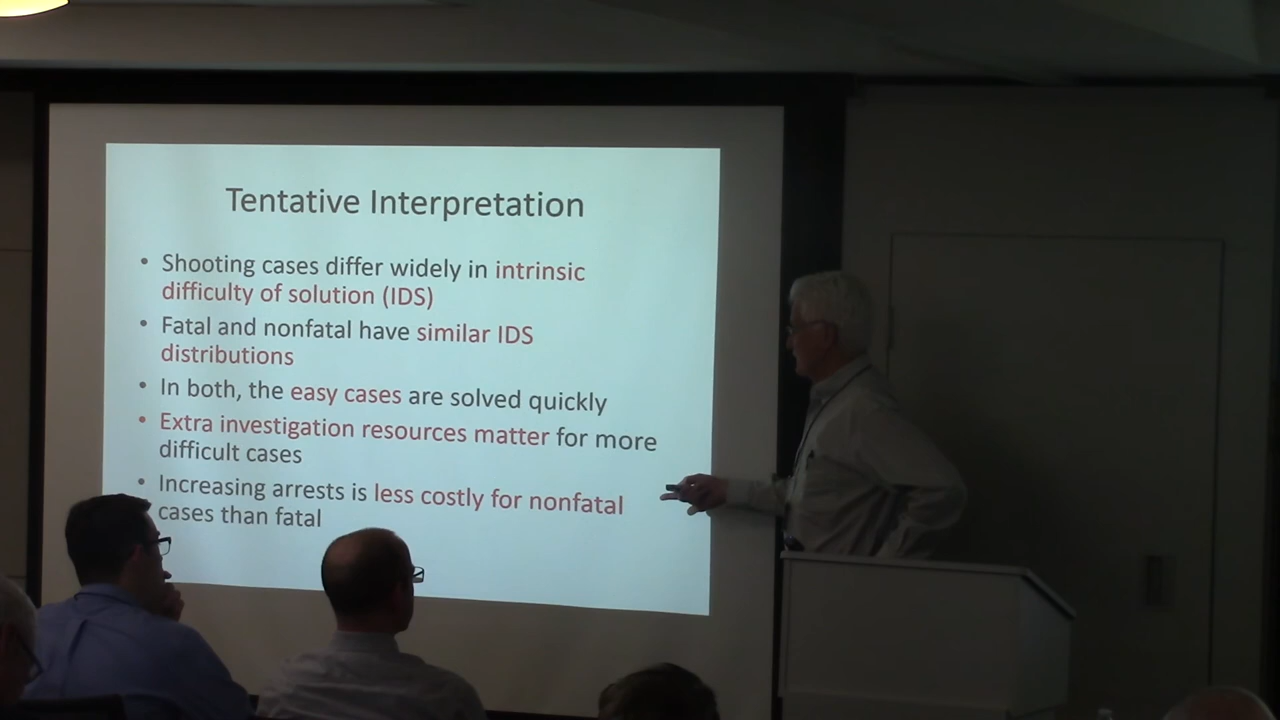 Tentative Interpretation
• Shooting cases differ widely in intrinsic
difficulty of solution (IDS)
• Fatal and nonfatal have similar IDS
distributions
• In both, the easy cases are solved quickly
• Extra investigation resources matter for more
difficult cases
• Increasing arrests is less costly for nonfatal
cases than fatal